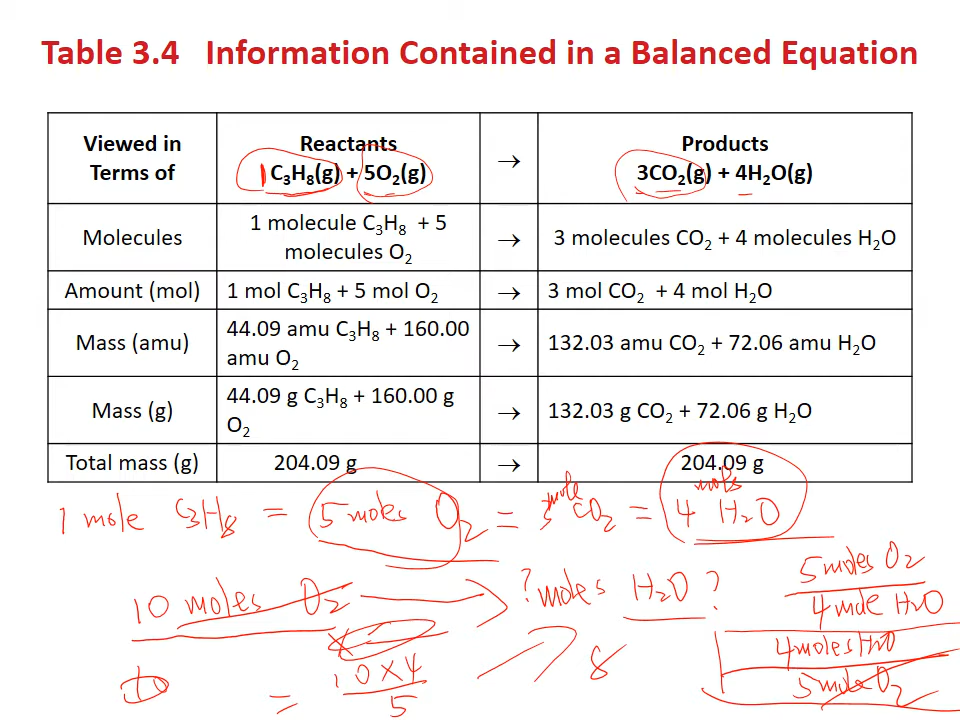 Table 3.4 Information Contained in a Balanced Equation
Viewed in Terms of
Reactants
1 C₃H₈(g) + 5O₂(g)
→
Products
3CO₂(g) + 4H₂O(g)
Molecules
1 molecule C₃H₈ + 5
molecules O₂
→
3 molecules CO₂ + 4 molecules H₂O
Amount (mol)
1 mol C₃H₈ + 5 mol O₂
→
3 mol CO₂ + 4 mol H₂O
Mass (amu)
44.09 amu C₃H₈ + 160.00
amu O₂
→
132.03 amu CO₂ + 72.06 amu H₂O
Mass (g)
44.09 g C₃H₈ + 160.00 g
O₂
→
132.03 g CO₂ + 72.06 g H₂O
Total mass (g)
204.09 g
→
204.09 g
1 mole C₃H₈ = 5 moles O₂ = 3 mole CO₂ = 4 mols H₂O
10 moles O₂ → ? moles H₂O ?
5 moles O₂
4 mole H₂O
4 moles H₂O
5 mole O₂
= 10 × 4
5
→ 8